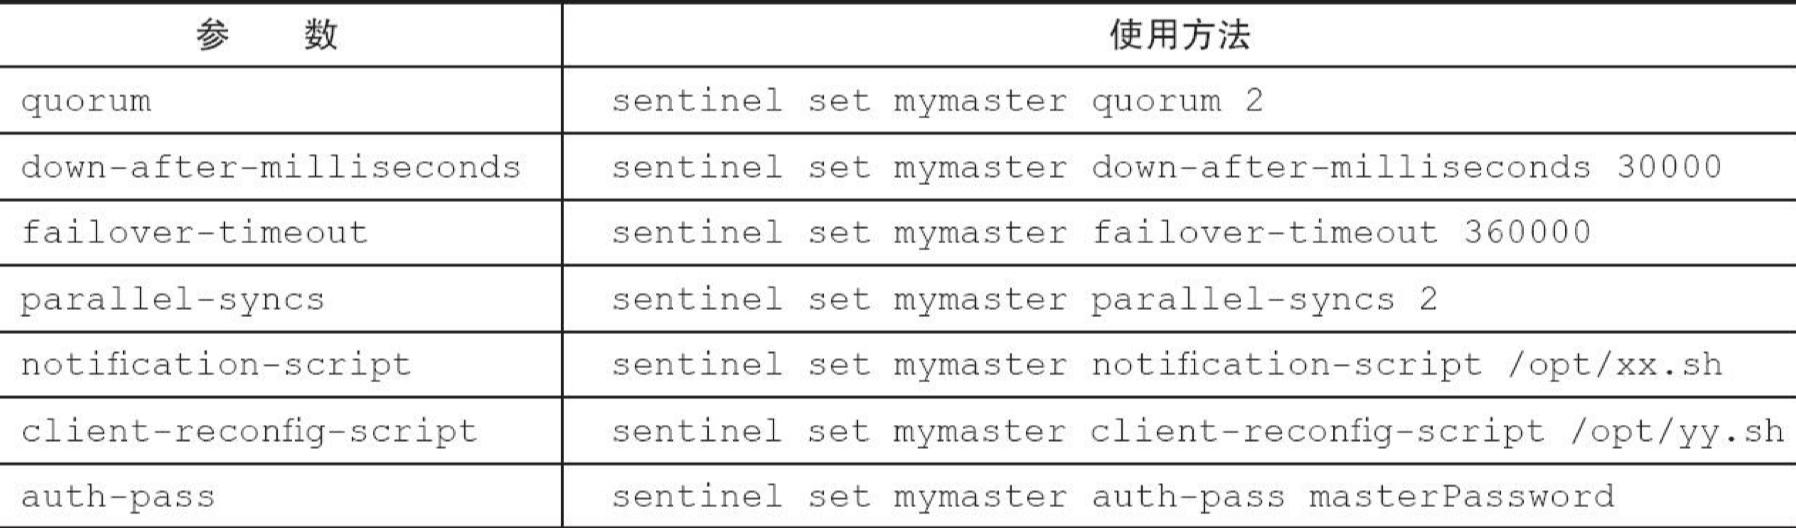 参 数 使用方法
quorum sentinel set mymaster quorum 2
down-after-milliseconds sentinel set mymaster down-after-milliseconds 30000
failover-timeout sentinel set mymaster failover-timeout 360000
parallel-syncs sentinel set mymaster parallel-syncs 2
notification-script sentinel set mymaster notification-script /opt/xx.sh
client-reconfig-script sentinel set mymaster client-reconfig-script /opt/yy.sh
auth-pass sentinel set mymaster auth-pass masterPassword